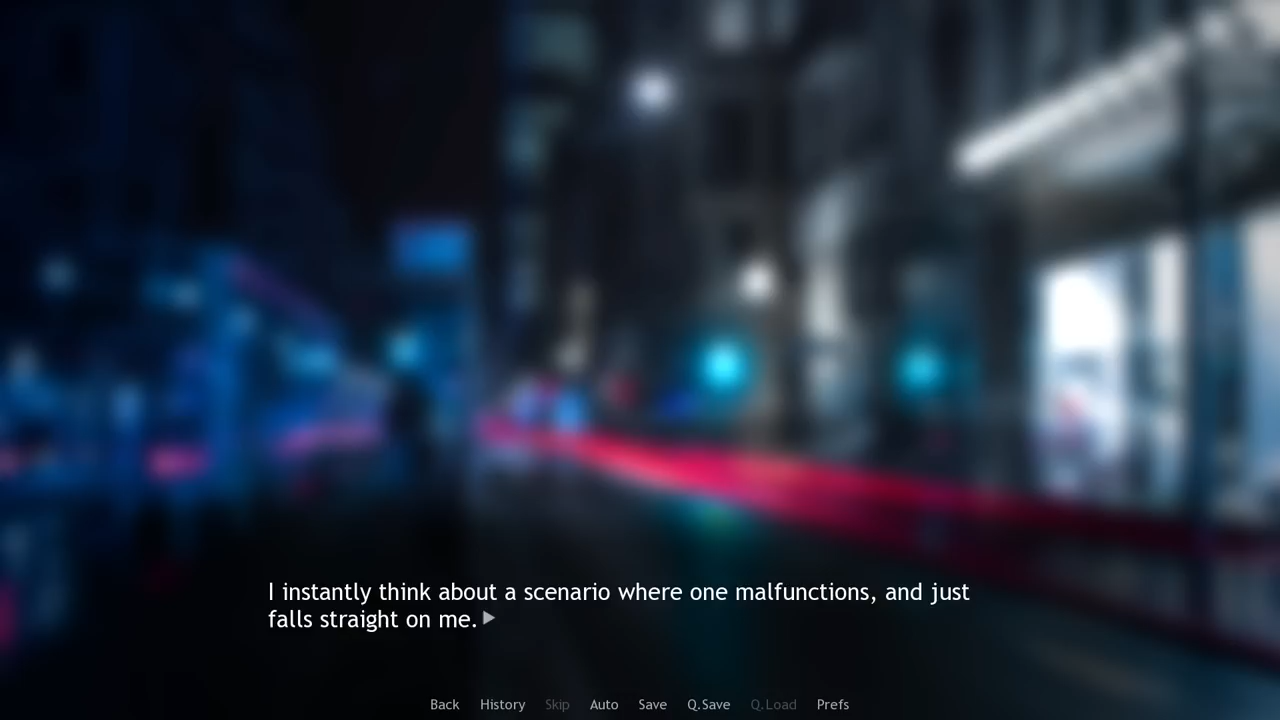 I instantly think about a scenario where one malfunctions, and just
falls straight on me.
Back History Skip Auto Save Q.Save Q.Load Prefs